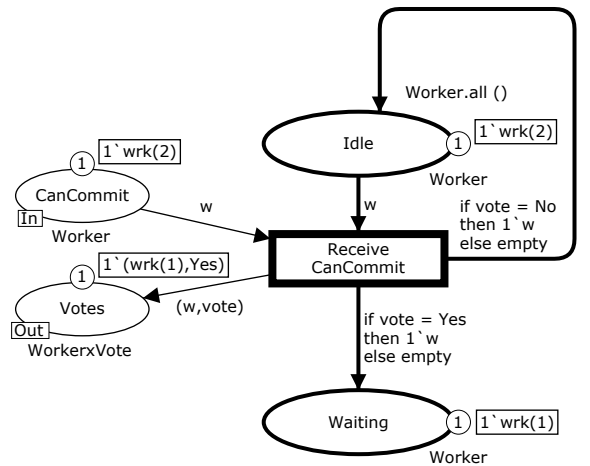 Worker.all ()
Idle
1
1`wrk(2)
Worker
1
1`wrk(2)
CanCommit
In
Worker
w
w
if vote = No
then 1`w
else empty
Receive
CanCommit
1
1`(wrk(1),Yes)
Votes
Out
WorkerxVote
(w,vote)
if vote = Yes
then 1`w
else empty
Waiting
1
1`wrk(1)
Worker